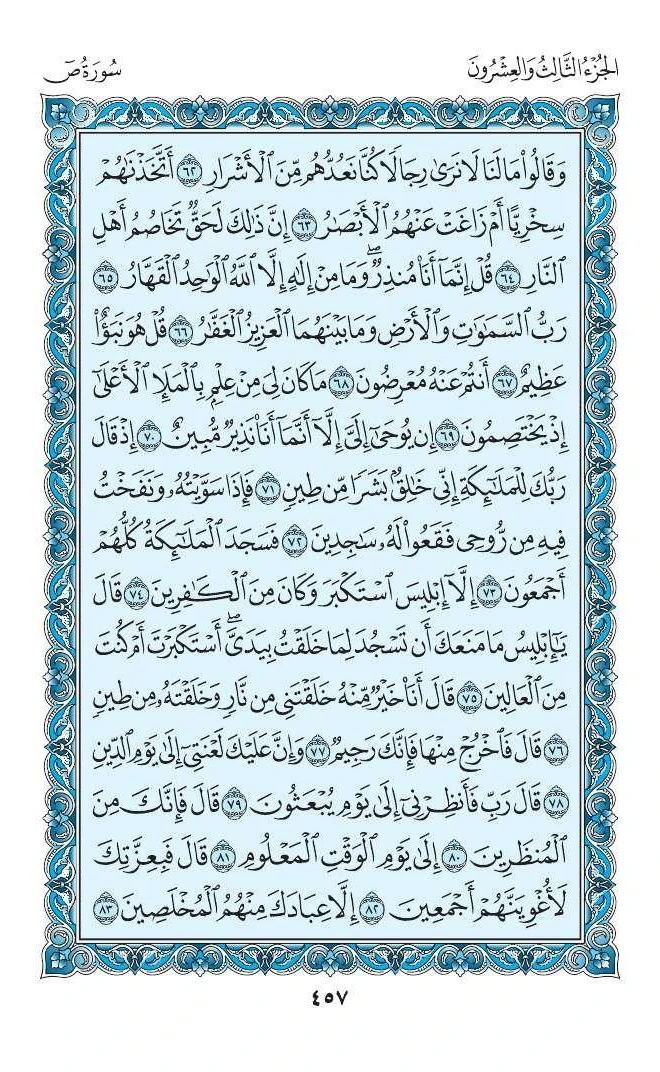 الجُزْءُ الثَّالِثُ وَالعِشْرُونَ
سُورَةُ صٓ
وَقَالُوا۟ مَا لَنَا لَا نَرَىٰ رِجَالًا كُنَّا نَعُدُّهُم مِّنَ ٱلْأَشْرَارِ ٦٢ أَتَّخَذْنَٰهُمْ
سِخْرِيًّا أَمْ زَاغَتْ عَنْهُمُ ٱلْأَبْصَٰرُ ٦٣ إِنَّ ذَٰلِكَ لَحَقٌّ تَخَاصُمُ أَهْلِ
ٱلنَّارِ ٦٤ قُلْ إِنَّمَآ أَنَا۠ مُنذِرٌ ۖ وَمَا مِنْ إِلَٰهٍ إِلَّا ٱللَّهُ ٱلْوَٰحِدُ ٱلْقَهَّارُ ٦٥
رَبُّ ٱلسَّمَٰوَٰتِ وَٱلْأَرْضِ وَمَا بَيْنَهُمَا ٱلْعَزِيزُ ٱلْغَفَّٰرُ ٦٦ قُلْ هُوَ نَبَؤٌا۟
عَظِيمٌ ٦٧ أَنتُمْ عَنْهُ مُعْرِضُونَ ٦٨ مَا كَانَ لِىَ مِنْ عِلْمٍۭ بِٱلْمَلَإِ ٱلْأَعْلَىٰٓ
إِذْ يَخْتَصِمُونَ ٦٩ إِن يُوحَىٰٓ إِلَىَّ إِلَّآ أَنَّمَآ أَنَا۠ نَذِيرٌ مُّبِينٌ ٧٠ إِذْ قَالَ
رَبُّكَ لِلْمَلَٰٓئِكَةِ إِنِّى خَٰلِقٌۢ بَشَرًا مِّن طِينٍ ٧١ فَإِذَا سَوَّيْتُهُۥ وَنَفَخْتُ
فِيهِ مِن رُّوحِى فَقَعُوا۟ لَهُۥ سَٰجِدِينَ ٧٢ فَسَجَدَ ٱلْمَلَٰٓئِكَةُ كُلُّهُمْ
أَجْمَعُونَ ٧٣ إِلَّآ إِبْلِيسَ ٱسْتَكْبَرَ وَكَانَ مِنَ ٱلْكَٰفِرِينَ ٧٤ قَالَ
يَٰٓإِبْلِيسُ مَا مَنَعَكَ أَن تَسْجُدَ لِمَا خَلَقْتُ بِيَدَىَّ ۖ أَسْتَكْبَرْتَ أَمْ كُنتَ
مِنَ ٱلْعَالِينَ ٧٥ قَالَ أَنَا۠ خَيْرٌ مِّنْهُ خَلَقْتَنِى مِن نَّارٍ وَخَلَقْتَهُۥ مِن طِينٍ
٧٦ قَالَ فَٱخْرُجْ مِنْهَا فَإِنَّكَ رَجِيمٌ ٧٧ وَإِنَّ عَلَيْكَ لَعْنَتِىٓ إِلَىٰ يَوْمِ ٱلدِّينِ
٧٨ قَالَ رَبِّ فَأَنظِرْنِىٓ إِلَىٰ يَوْمِ يُبْعَثُونَ ٧٩ قَالَ فَإِنَّكَ مِنَ
ٱلْمُنظَرِينَ ٨٠ إِلَىٰ يَوْمِ ٱلْوَقْتِ ٱلْمَعْلُومِ ٨١ قَالَ فَبِعِزَّتِكَ
لَأُغْوِيَنَّهُمْ أَجْمَعِينَ ٨٢ إِلَّا عِبَادَكَ مِنْهُمُ ٱلْمُخْلَصِينَ ٨٣
٤٥٧